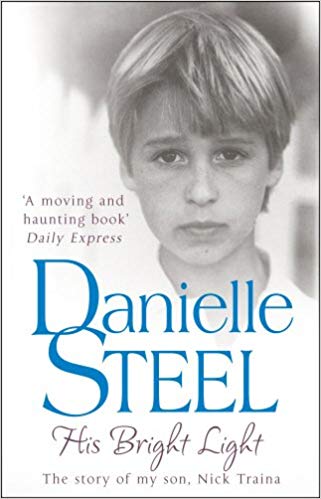 ‘A moving and
haunting book’
Daily Express
Danielle
STEEL
His Bright Light
The story of my son, Nick Traina